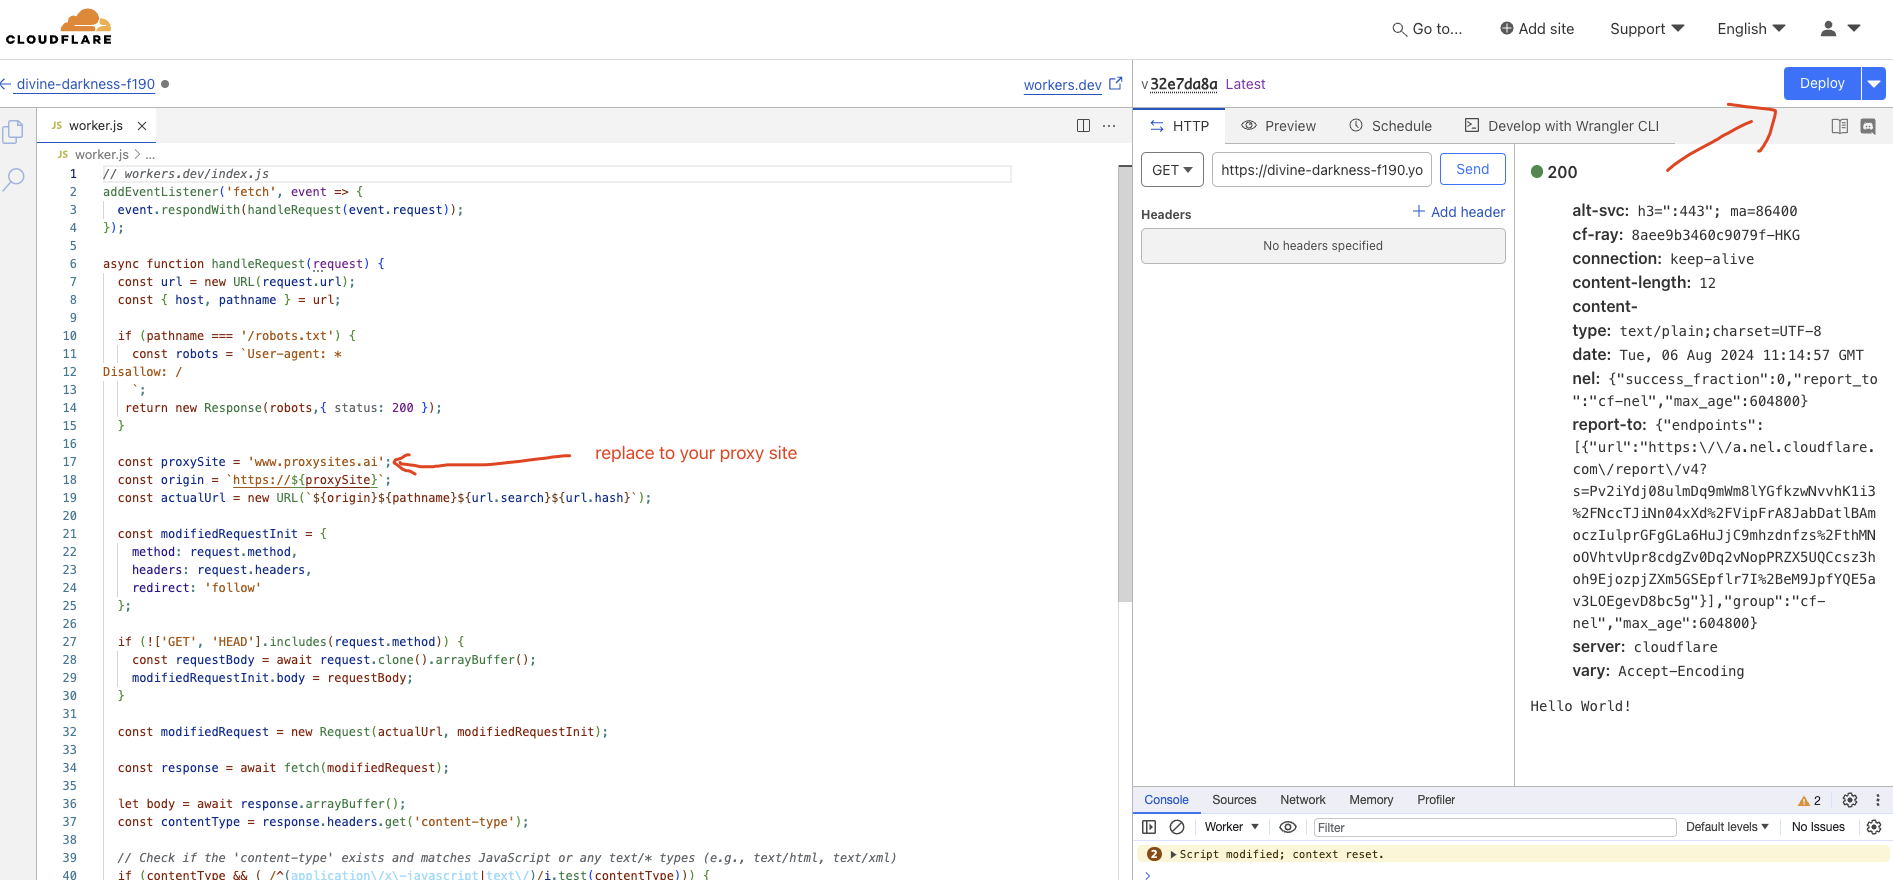 CLOUDFLARE
Go to...
Add site
Support
English
divine-darkness-f190
workers.dev
v32e7da8a Latest
Deploy
JS worker.js
JS worker.js > ...
1 // workers.dev/index.js
2 addEventListener('fetch', event => {
3 event.respondWith(handleRequest(event.request));
4 });
5
6 async function handleRequest(request) {
7 const url = new URL(request.url);
8 const { host, pathname } = url;
9
10 if (pathname === '/robots.txt') {
11 const robots = `User-agent: *
12 Disallow: /
13 `;
14 return new Response(robots,{ status: 200 });
15 }
16
17 const proxySite = 'www.proxysites.ai';
replace to your proxy site
18 const origin = `https://${proxySite}`;
19 const actualUrl = new URL(`${origin}${pathname}${url.search}${url.hash}`);
20
21 const modifiedRequestInit = {
22 method: request.method,
23 headers: request.headers,
24 redirect: 'follow'
25 };
26
27 if (!['GET', 'HEAD'].includes(request.method)) {
28 const requestBody = await request.clone().arrayBuffer();
29 modifiedRequestInit.body = requestBody;
30 }
31
32 const modifiedRequest = new Request(actualUrl, modifiedRequestInit);
33
34 const response = await fetch(modifiedRequest);
35
36 let body = await response.arrayBuffer();
37 const contentType = response.headers.get('content-type');
38
39 // Check if the 'content-type' exists and matches JavaScript or any text/* types (e.g., text/html, text/xml)
40 if (contentType && ( /^(application\/x\-javascript|text\/)/i.test(contentType))) {
HTTP
Preview
Schedule
Develop with Wrangler CLI
GET
https://divine-darkness-f190.yo
Send
Headers
Add header
No headers specified
200
alt-svc: h3=":443"; ma=86400
cf-ray: 8aee9b3460c9079f-HKG
connection: keep-alive
content-length: 12
content-
type: text/plain;charset=UTF-8
date: Tue, 06 Aug 2024 11:14:57 GMT
nel: {"success_fraction":0,"report_to
":"cf-nel","max_age":604800}
report-to: {"endpoints":
[{"url":"https:\/\/a.nel.cloudflare.
com\/report\/v4?
s=Pv2iYdj08ulmDq9mWm8lYGfkzwNvvhK1i3
%2FNccTJiNn04xXd%2FVipFrA8JabDatlBAm
oczIulprGFgGLa6HuJjC9mhzdnfzs%2FthMN
oOVhtvUpr8cdgZv0Dq2vNopPRZX5UQCcsz3h
oh9EjozpjZXm5GSEpflr7I%2BeM9JpfYQE5a
v3LOEgevD8bc5g"}],"group":"cf-
nel","max_age":604800}
server: cloudflare
vary: Accept-Encoding
Hello World!
Console
Sources
Network
Memory
Profiler
2
Worker
Filter
Default levels
No Issues
2 Script modified; context reset.